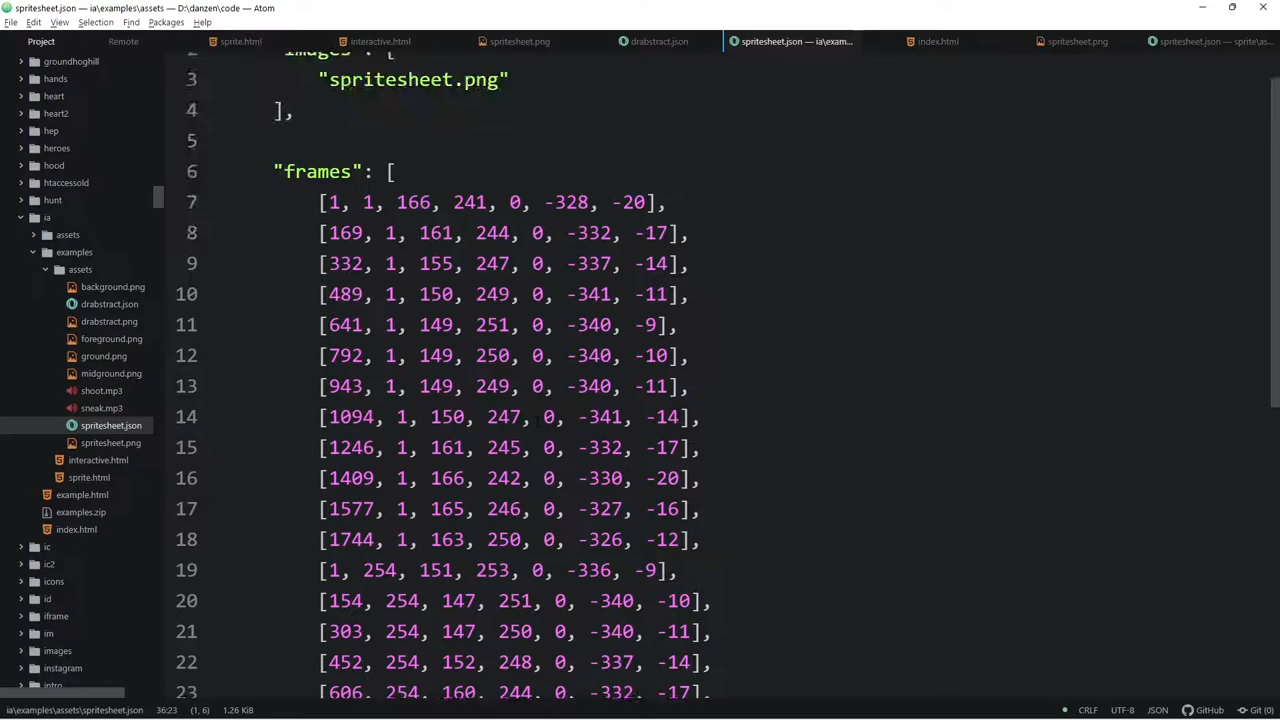 spritesheet.json — ia\examples\assets — D:\danzen\code — Atom
File Edit View Selection Find Packages Help
Project Remote
sprite.html interactive.html spritesheet.png drabstract.json spritesheet.json — ia\exam... index.html spritesheet.png spritesheet.json — sprite\as...
groundhoghill
hands
heart
heart2
hep
heroes
hood
htaccessold
hunt
ia
assets
examples
assets
background.png
drabstract.json
drabstract.png
foreground.png
ground.png
midground.png
shoot.mp3
sneak.mp3
spritesheet.json
spritesheet.png
interactive.html
sprite.html
example.html
examples.zip
index.html
ic
ic2
icons
id
iframe
im
images
instagram
intro
2 "images": [
3 "spritesheet.png"
4 ],
5
6 "frames": [
7 [1, 1, 166, 241, 0, -328, -20],
8 [169, 1, 161, 244, 0, -332, -17],
9 [332, 1, 155, 247, 0, -337, -14],
10 [489, 1, 150, 249, 0, -341, -11],
11 [641, 1, 149, 251, 0, -340, -9],
12 [792, 1, 149, 250, 0, -340, -10],
13 [943, 1, 149, 249, 0, -340, -11],
14 [1094, 1, 150, 247, 0, -341, -14],
15 [1246, 1, 161, 245, 0, -332, -17],
16 [1409, 1, 166, 242, 0, -330, -20],
17 [1577, 1, 165, 246, 0, -327, -16],
18 [1744, 1, 163, 250, 0, -326, -12],
19 [1, 254, 151, 253, 0, -336, -9],
20 [154, 254, 147, 251, 0, -340, -10],
21 [303, 254, 147, 250, 0, -340, -11],
22 [452, 254, 152, 248, 0, -337, -14],
23 [606, 254, 160, 244, 0, -332, -17],
ia\examples\assets\spritesheet.json 36:23 (1, 6) 1.26 KiB CRLF UTF-8 JSON GitHub Git (0)